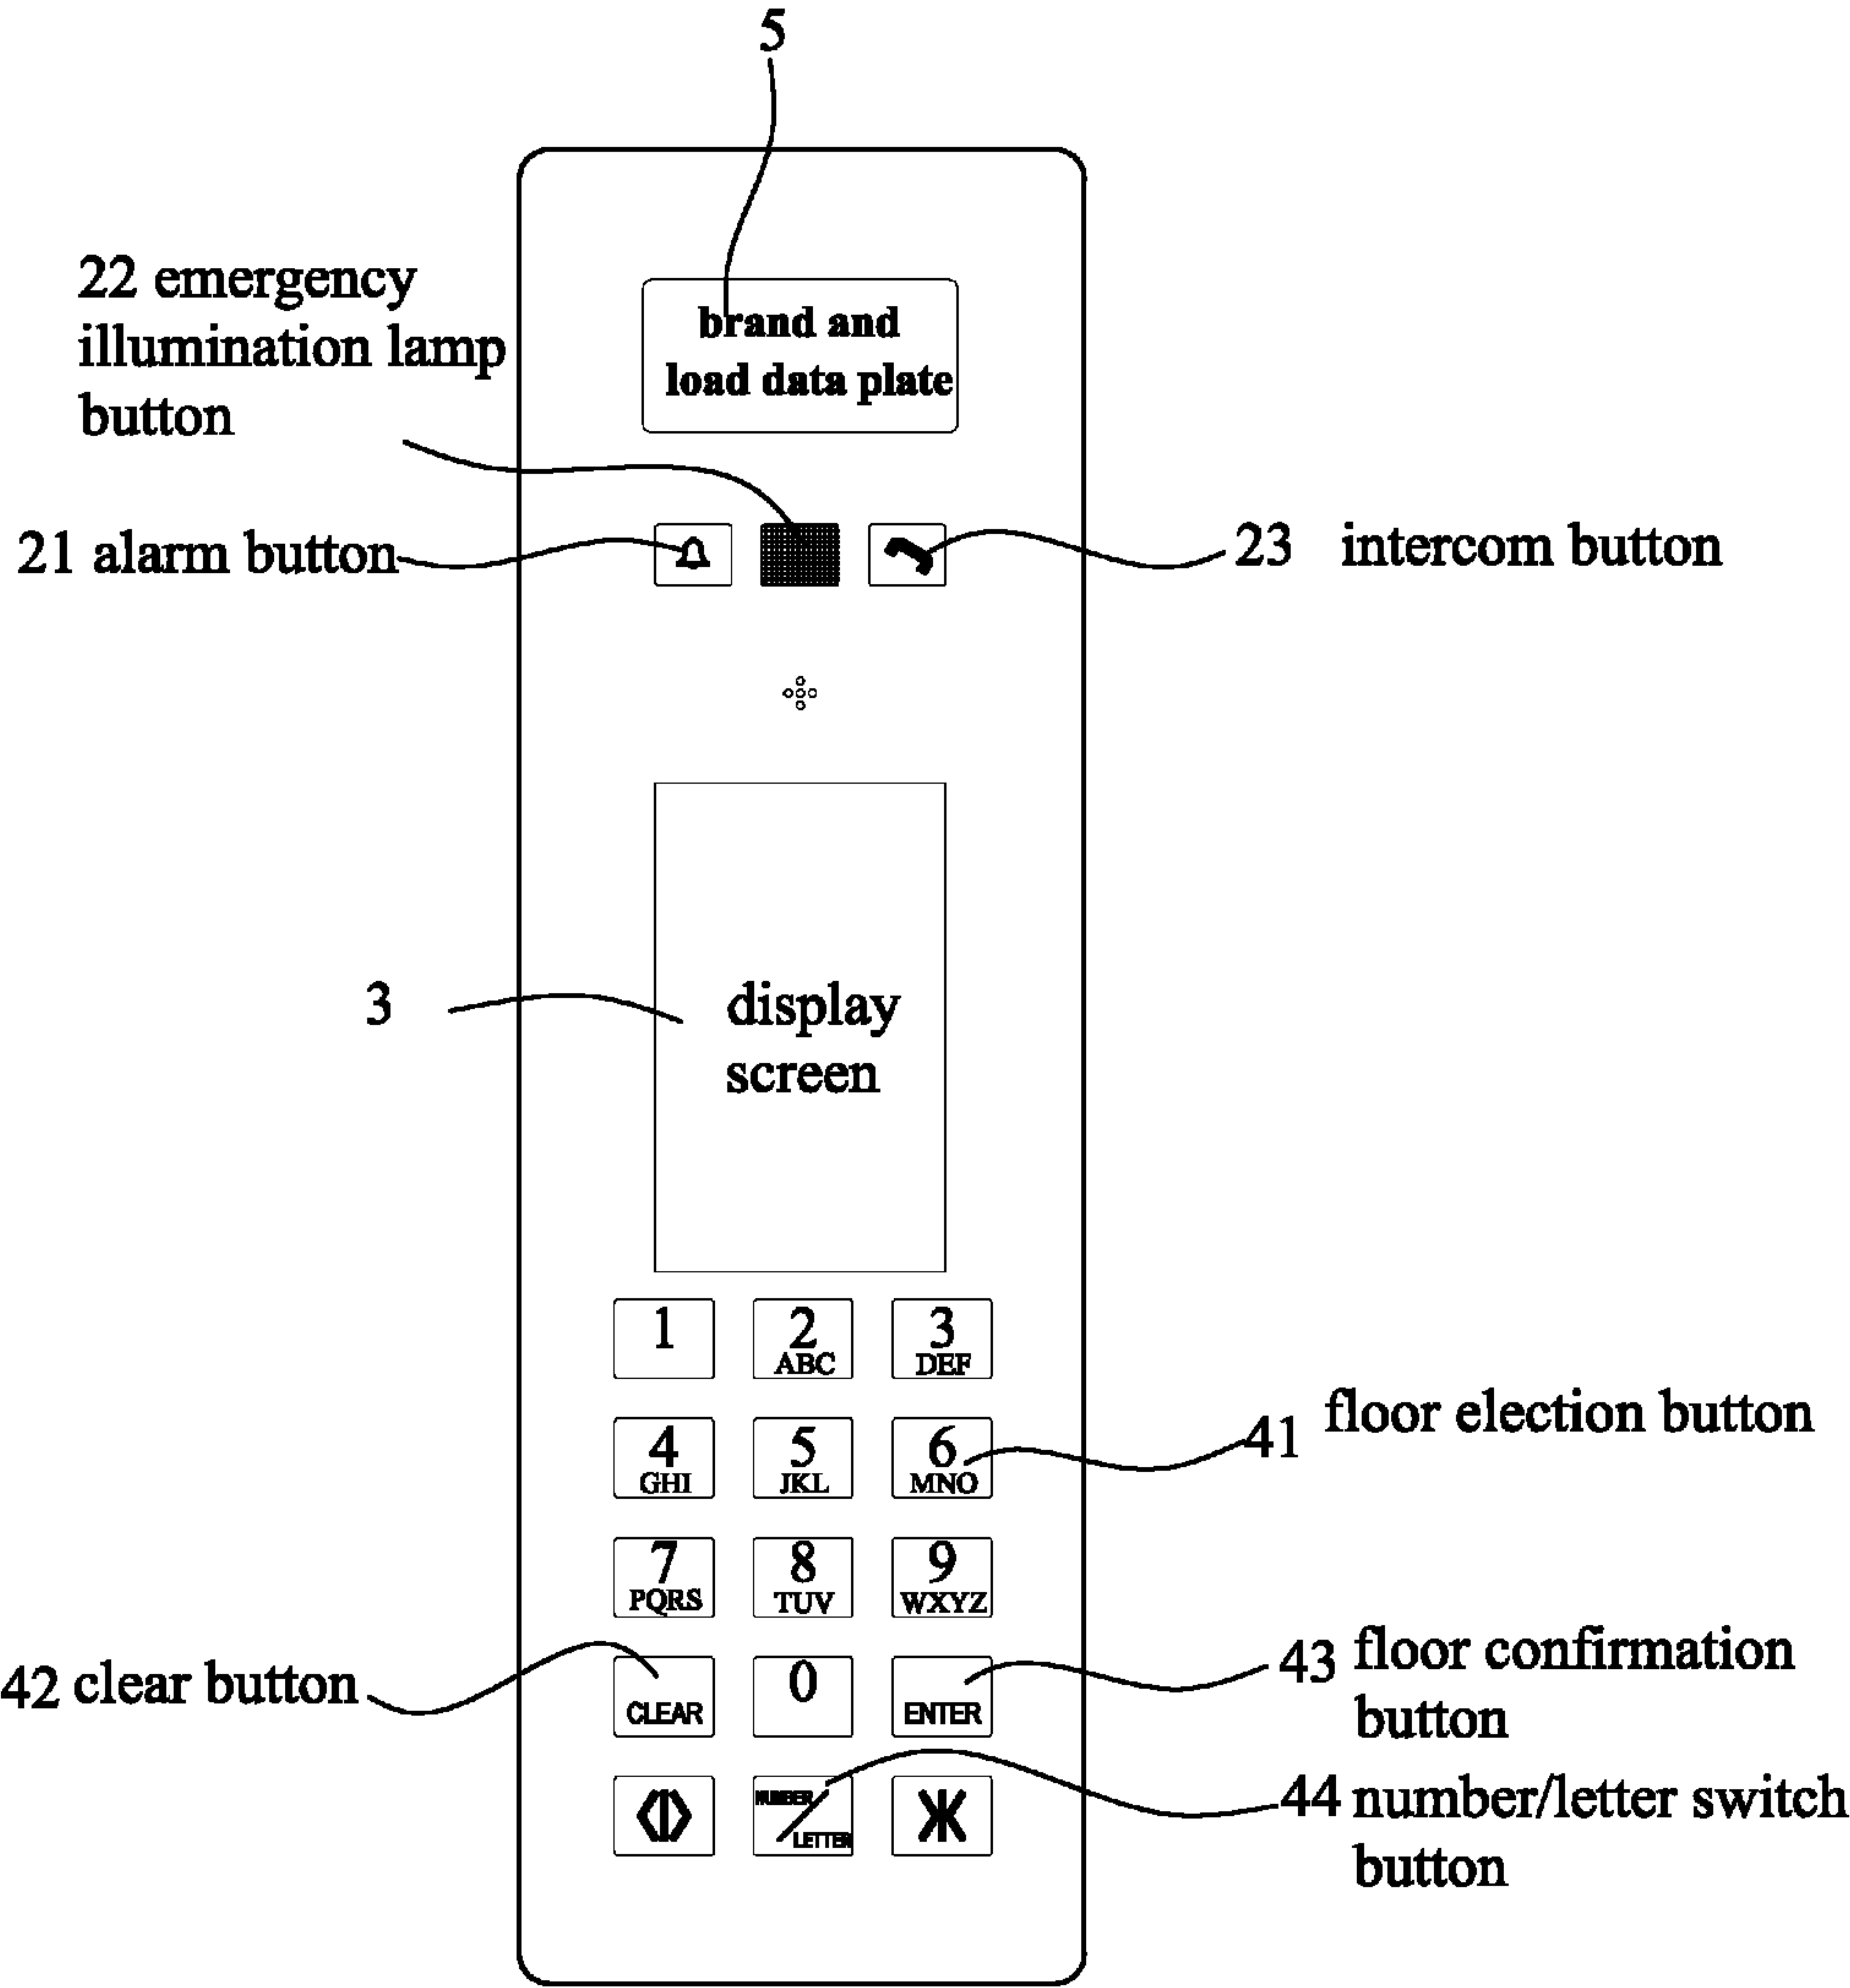 5
22 emergency
illumination lamp
button
brand and
load data plate
21 alarm button
23 intercom button
3
display
screen
1
2
ABC
3
DEF
4
GHI
5
JKL
6
MNO
41 floor election button
7
PQRS
8
TUV
9
WXYZ
42 clear button
CLEAR
0
ENTER
43 floor confirmation
button
NUMBER
LETTER
44 number/letter switch
button